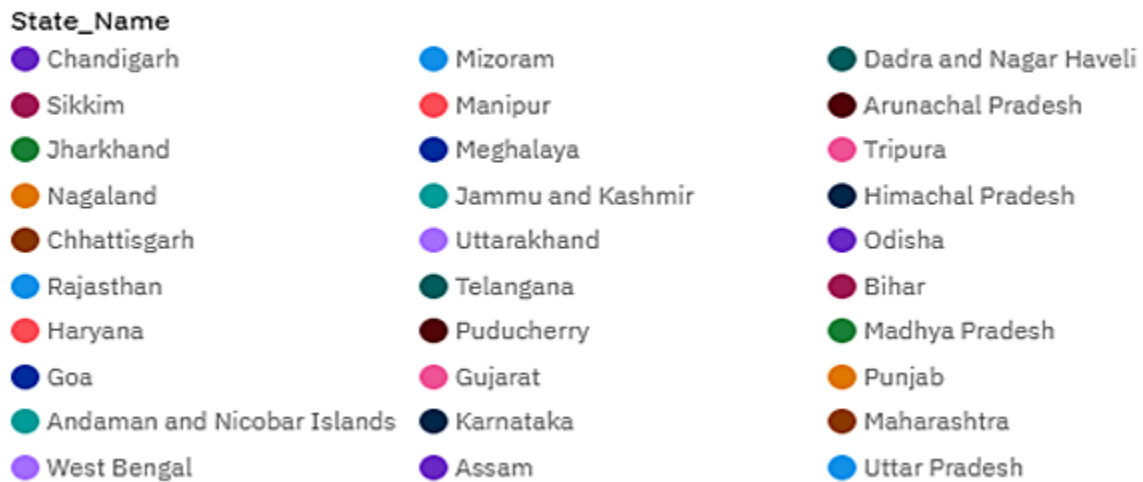 State_Name
Chandigarh
Sikkim
Jharkhand
Nagaland
Chhattisgarh
Rajasthan
Haryana
Goa
Andaman and Nicobar Islands
West Bengal
Mizoram
Manipur
Meghalaya
Jammu and Kashmir
Uttarakhand
Telangana
Puducherry
Gujarat
Karnataka
Assam
Dadra and Nagar Haveli
Arunachal Pradesh
Tripura
Himachal Pradesh
Odisha
Bihar
Madhya Pradesh
Punjab
Maharashtra
Uttar Pradesh